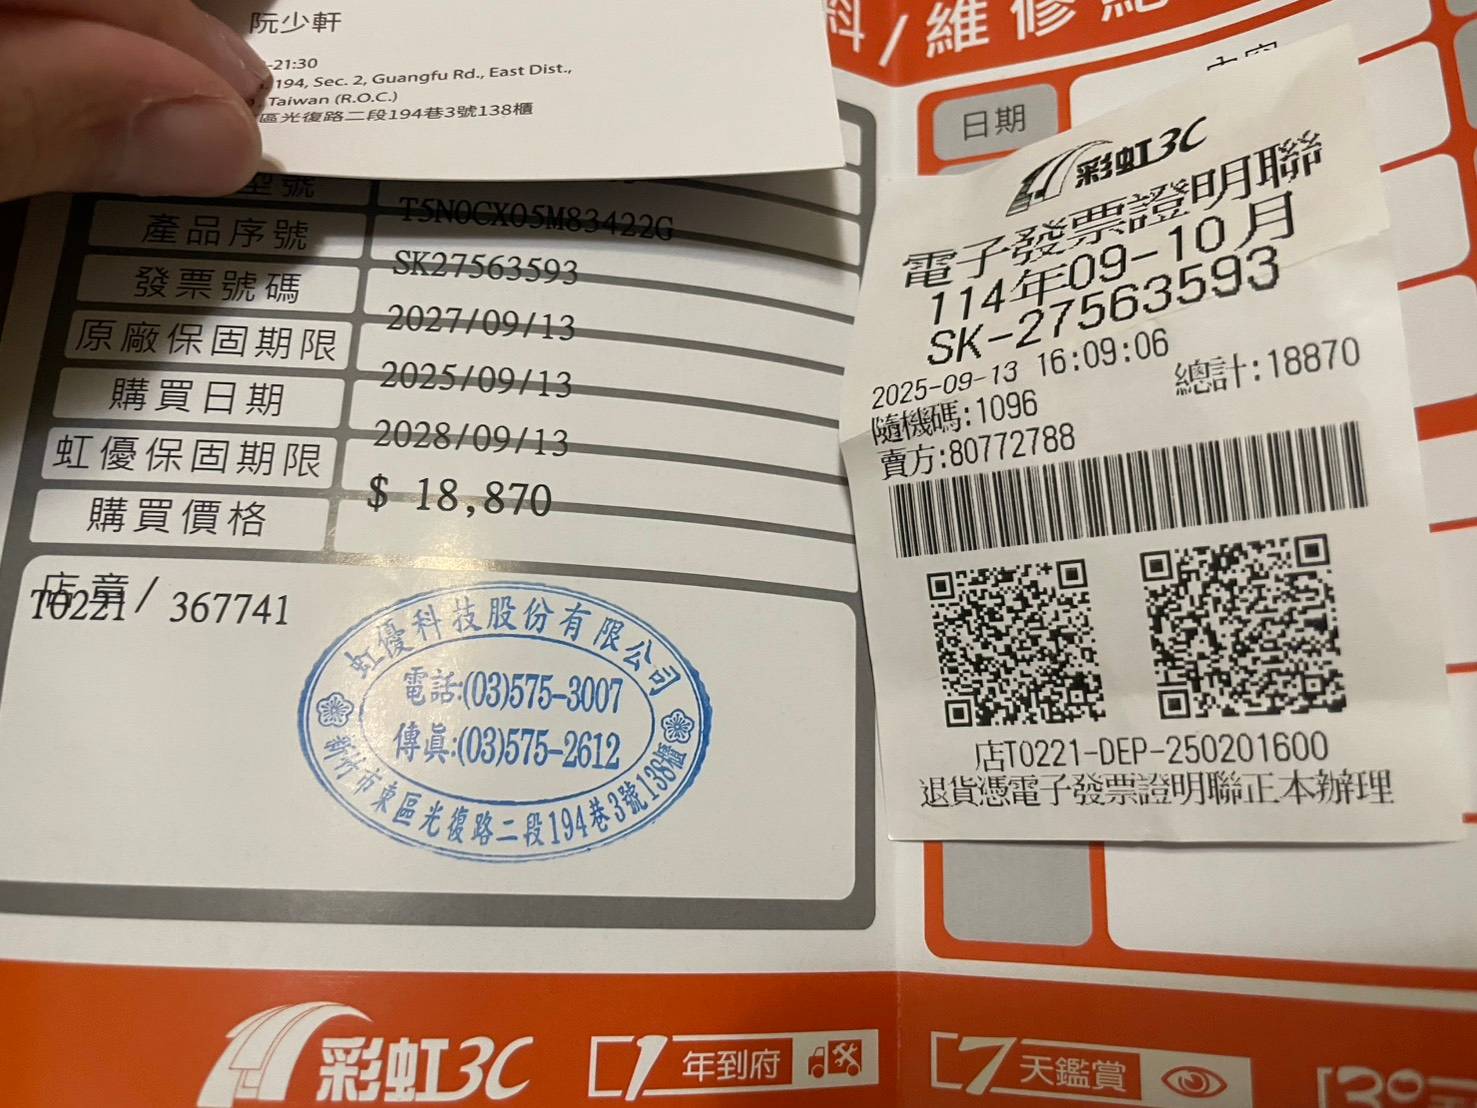 阮少軒
-21:30
194, Sec. 2, Guangfu Rd., East Dist.,
Taiwan (R.O.C.)
區光復路二段194巷3號138櫃
型號
產品序號
T5N0CX05M83422G
發票號碼
SK27563593
原廠保固期限
2027/09/13
購買日期
2025/09/13
虹優保固期限
2028/09/13
購買價格
$ 18,870
店章/
T0221 367741
虹優科技股份有限公司
電話:(03)575-3007
傳真:(03)575-2612
新竹市東區光復路二段194巷3號138櫃
彩虹3C
1年到府
7天鑑賞
料/維修
日期
彩虹3C
電子發票證明聯
114年09-10月
SK-27563593
2025-09-13 16:09:06
隨機碼:1096 總計:18870
賣方:80772788
店T0221-DEP-250201600
退貨憑電子發票證明聯正本辦理